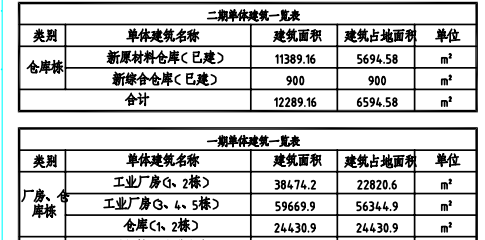 二期单体建筑一览表
类别 单体建筑名称 建筑面积 建筑占地面积 单位
仓库栋 新原材料仓库（已建） 11389.16 5694.58 m²
新综合仓库（已建） 900 900 m²
合计 12289.16 6594.58 m²
一期单体建筑一览表
类别 单体建筑名称 建筑面积 建筑占地面积 单位
厂房、仓库栋 工业厂房（1、2栋） 38474.2 22820.6 m²
工业厂房（3、4、5栋） 59669.9 56344.9 m²
仓库（1、2栋） 24430.9 24430.9 m²